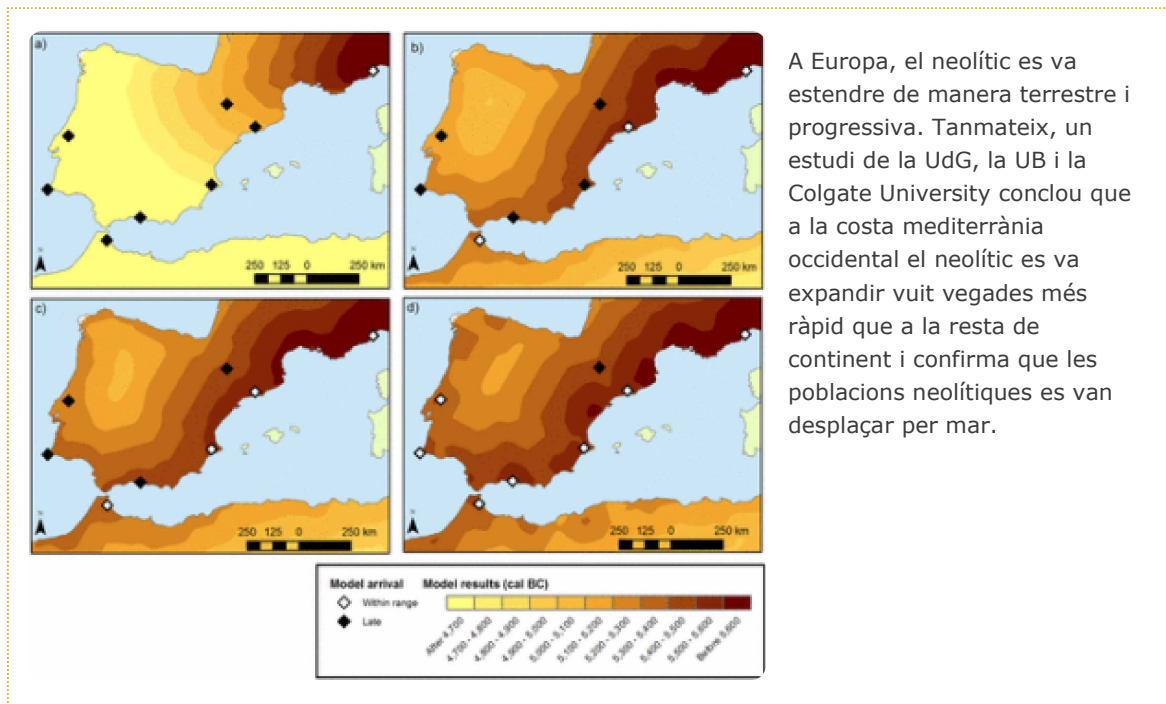 a)
b)
250 125 0 250 km
250 125 0 250 km
c)
d)
250 125 0 250 km
250 125 0 250 km
Model arrival Model results (cal BC)
Within range
Late
After 4,700
4,700 - 4,800
4,800 - 4,900
4,900 - 5,000
5,000 - 5,100
5,100 - 5,200
5,200 - 5,300
5,300 - 5,400
5,400 - 5,500
5,500 - 5,600
Before 5,600
A Europa, el neolític es va
estendre de manera terrestre i
progressiva. Tanmateix, un
estudi de la UdG, la UB i la
Colgate University conclou que
a la costa mediterrània
occidental el neolític es va
expandir vuit vegades més
ràpid que a la resta de
continent i confirma que les
poblacions neolítiques es van
desplaçar per mar.